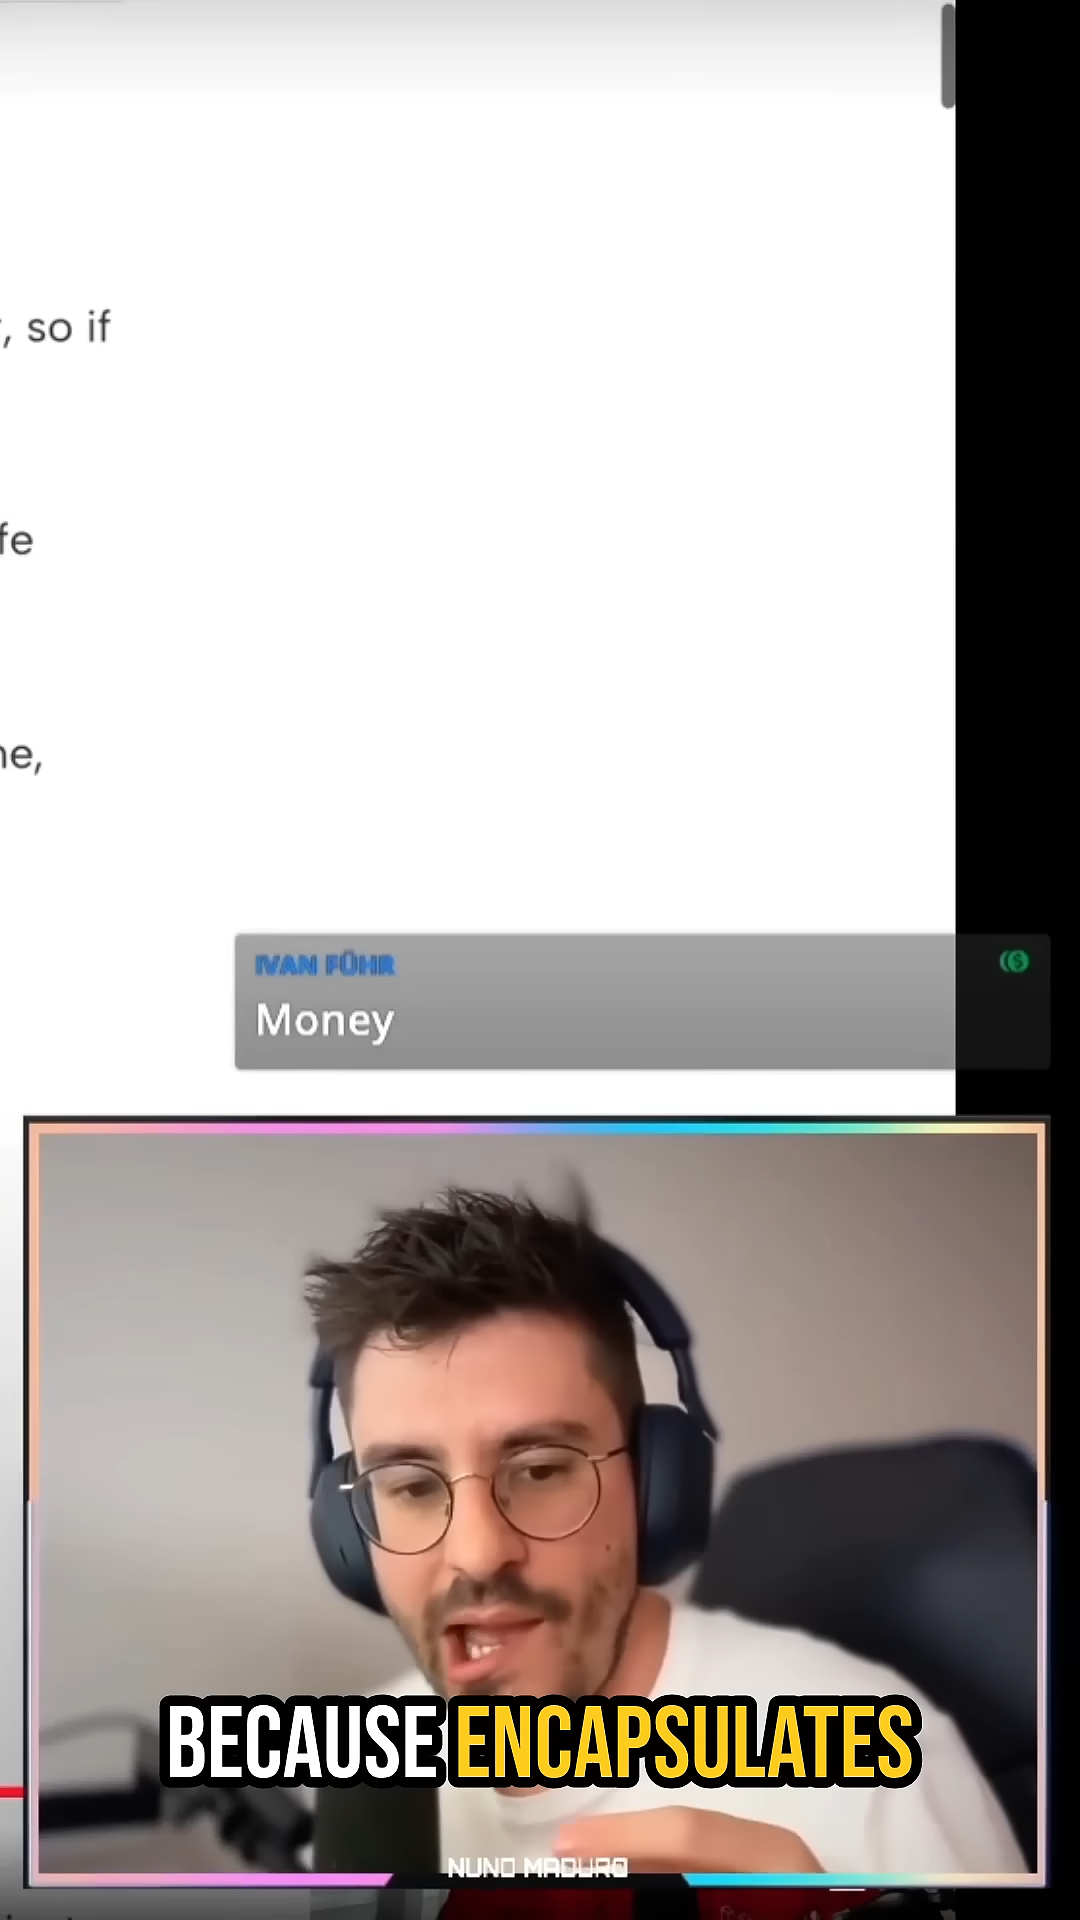 , so if
fe
ne,
IVAN FÜHR
Money
BECAUSE ENCAPSULATES
NUNO MADURO